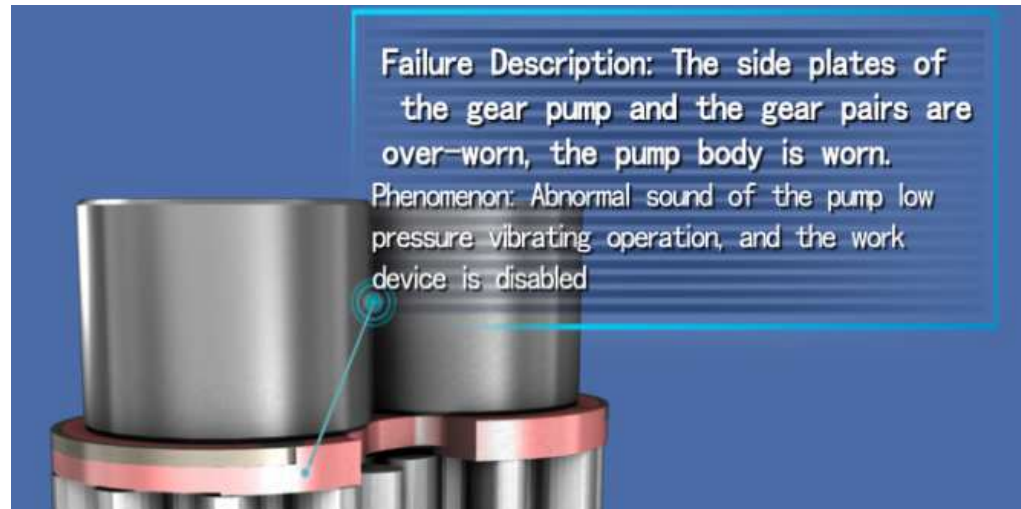 Failure Description: The side plates of
the gear pump and the gear pairs are
over-worn, the pump body is worn.
Phenomenon: Abnormal sound of the pump low
pressure vibrating operation, and the work
device is disabled